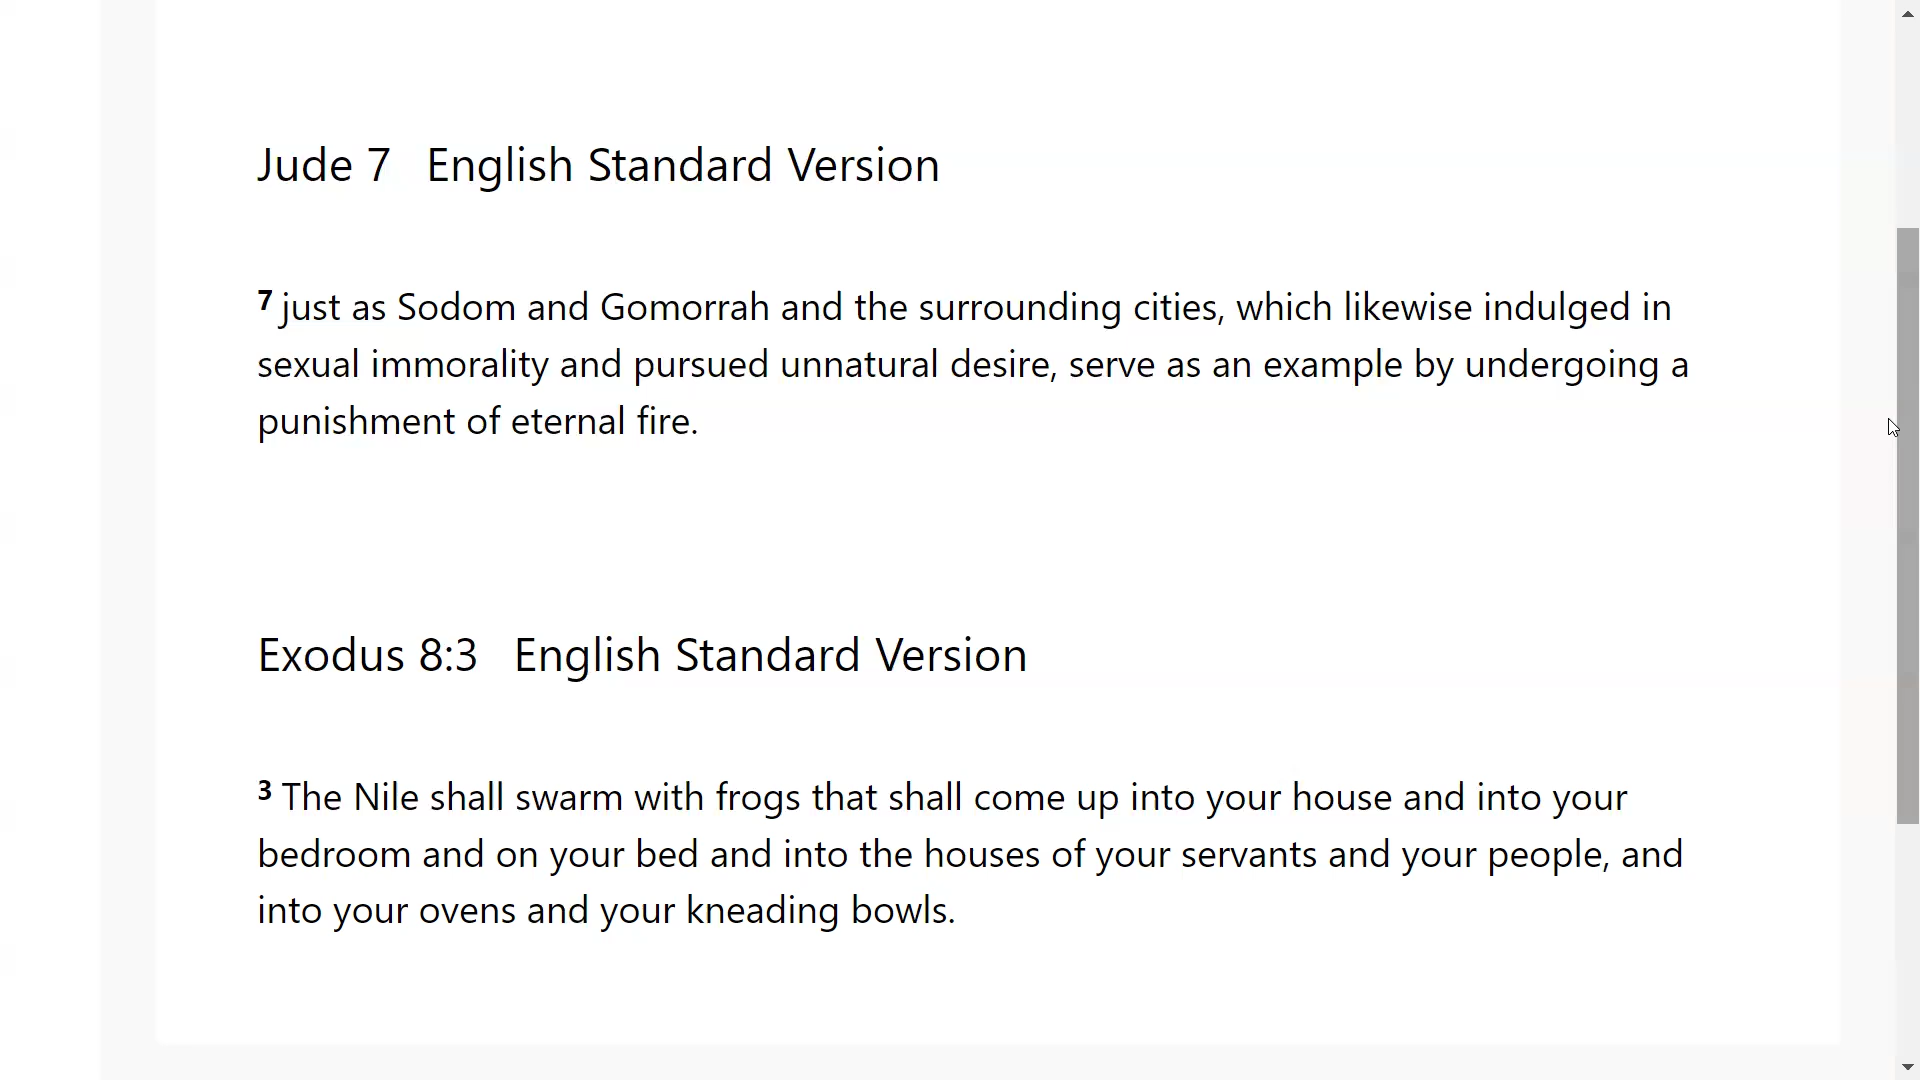 Jude 7   English Standard Version
7 just as Sodom and Gomorrah and the surrounding cities, which likewise indulged in
sexual immorality and pursued unnatural desire, serve as an example by undergoing a
punishment of eternal fire.
Exodus 8:3   English Standard Version
3 The Nile shall swarm with frogs that shall come up into your house and into your
bedroom and on your bed and into the houses of your servants and your people, and
into your ovens and your kneading bowls.